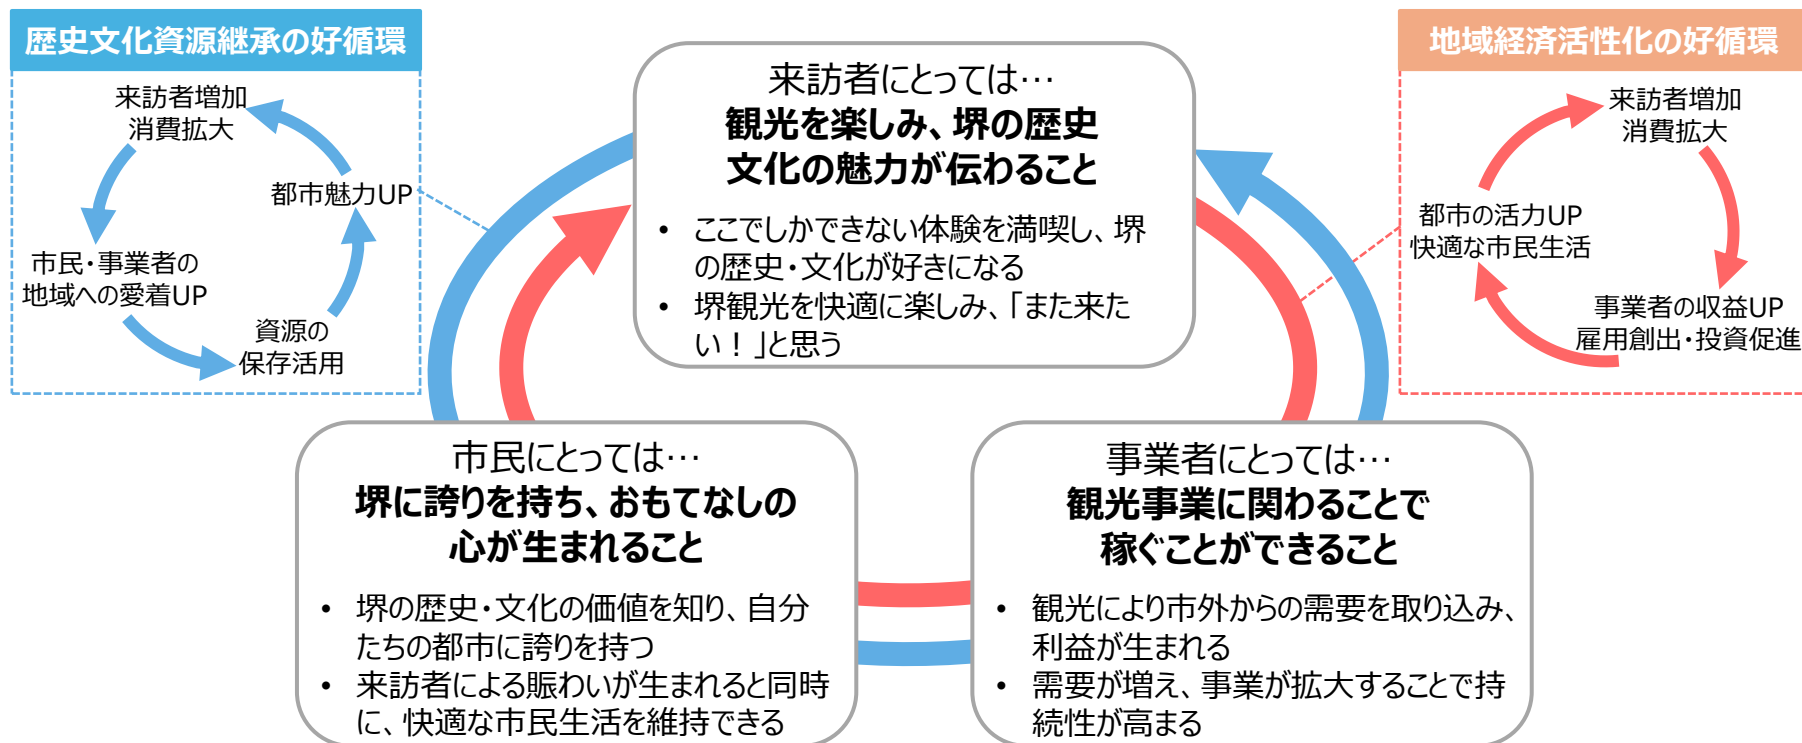 歴史文化資源継承の好循環
来訪者増加
消費拡大
都市魅力UP
市民・事業者の
地域への愛着UP
資源の
保存活用
来訪者にとっては…
観光を楽しみ、堺の歴史
文化の魅力が伝わること
• ここでしかできない体験を満喫し、堺
の歴史・文化が好きになる
• 堺観光を快適に楽しみ、「また来た
い！」と思う
地域経済活性化の好循環
来訪者増加
消費拡大
都市の活力UP
快適な市民生活
事業者の収益UP
雇用創出・投資促進
市民にとっては…
堺に誇りを持ち、おもてなしの
心が生まれること
• 堺の歴史・文化の価値を知り、自分
たちの都市に誇りを持つ
• 来訪者による賑わいが生まれると同時
に、快適な市民生活を維持できる
事業者にとっては…
観光事業に関わることで
稼ぐことができること
• 観光により市外からの需要を取り込み、
利益が生まれる
• 需要が増え、事業が拡大することで持
続性が高まる